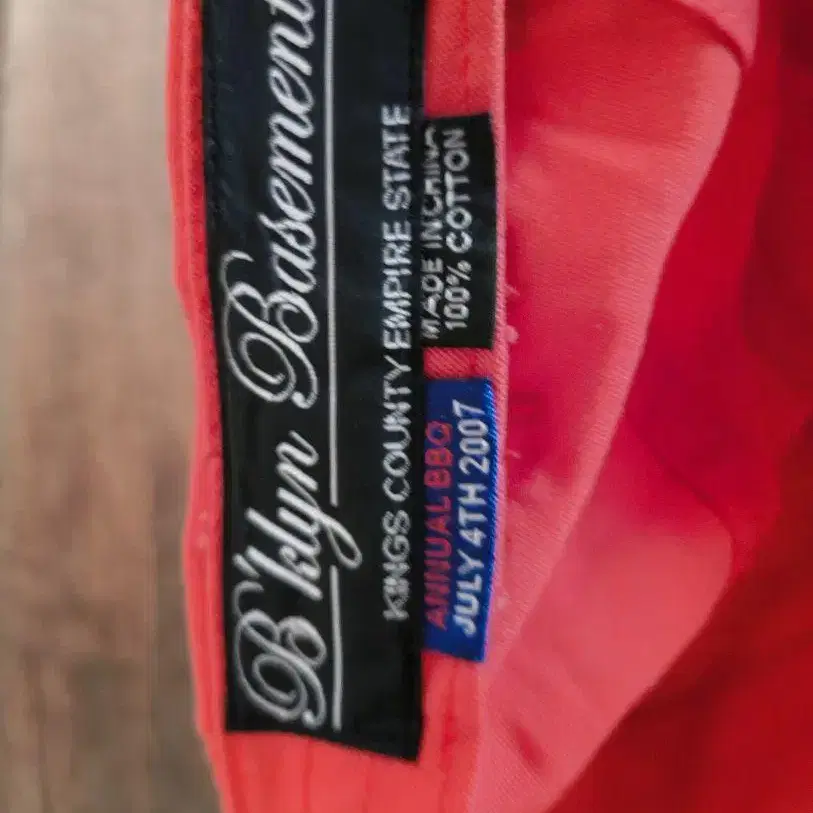 B'klyn Basement
KINGS COUNTY EMPIRE STATE
MADE IN CHINA
100% COTTON
ANNUAL BBQ
JULY 4TH 2007